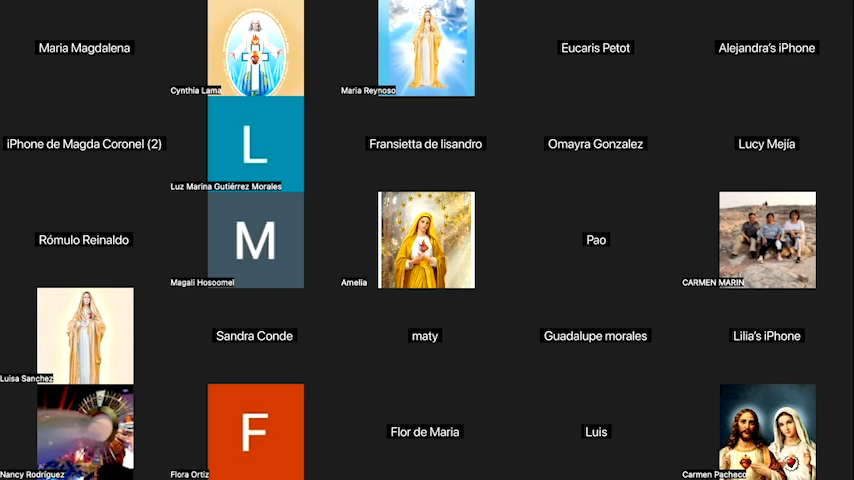 Maria Magdalena
Cynthia Lama
Maria Reynoso
Eucaris Petot
Alejandra's iPhone
iPhone de Magda Coronel (2)
L
Luz Marina Gutiérrez Morales
Fransietta de lisandro
Omayra Gonzalez
Lucy Mejía
Rómulo Reinaldo
M
Magali Hoscomel
Amelia
Pao
CARMEN MARIN
Luisa Sanchez
Sandra Conde
maty
Guadalupe morales
Lilia's iPhone
Nancy Rodríguez
F
Flora Ortiz
Flor de Maria
Luis
Carmen Pacheco